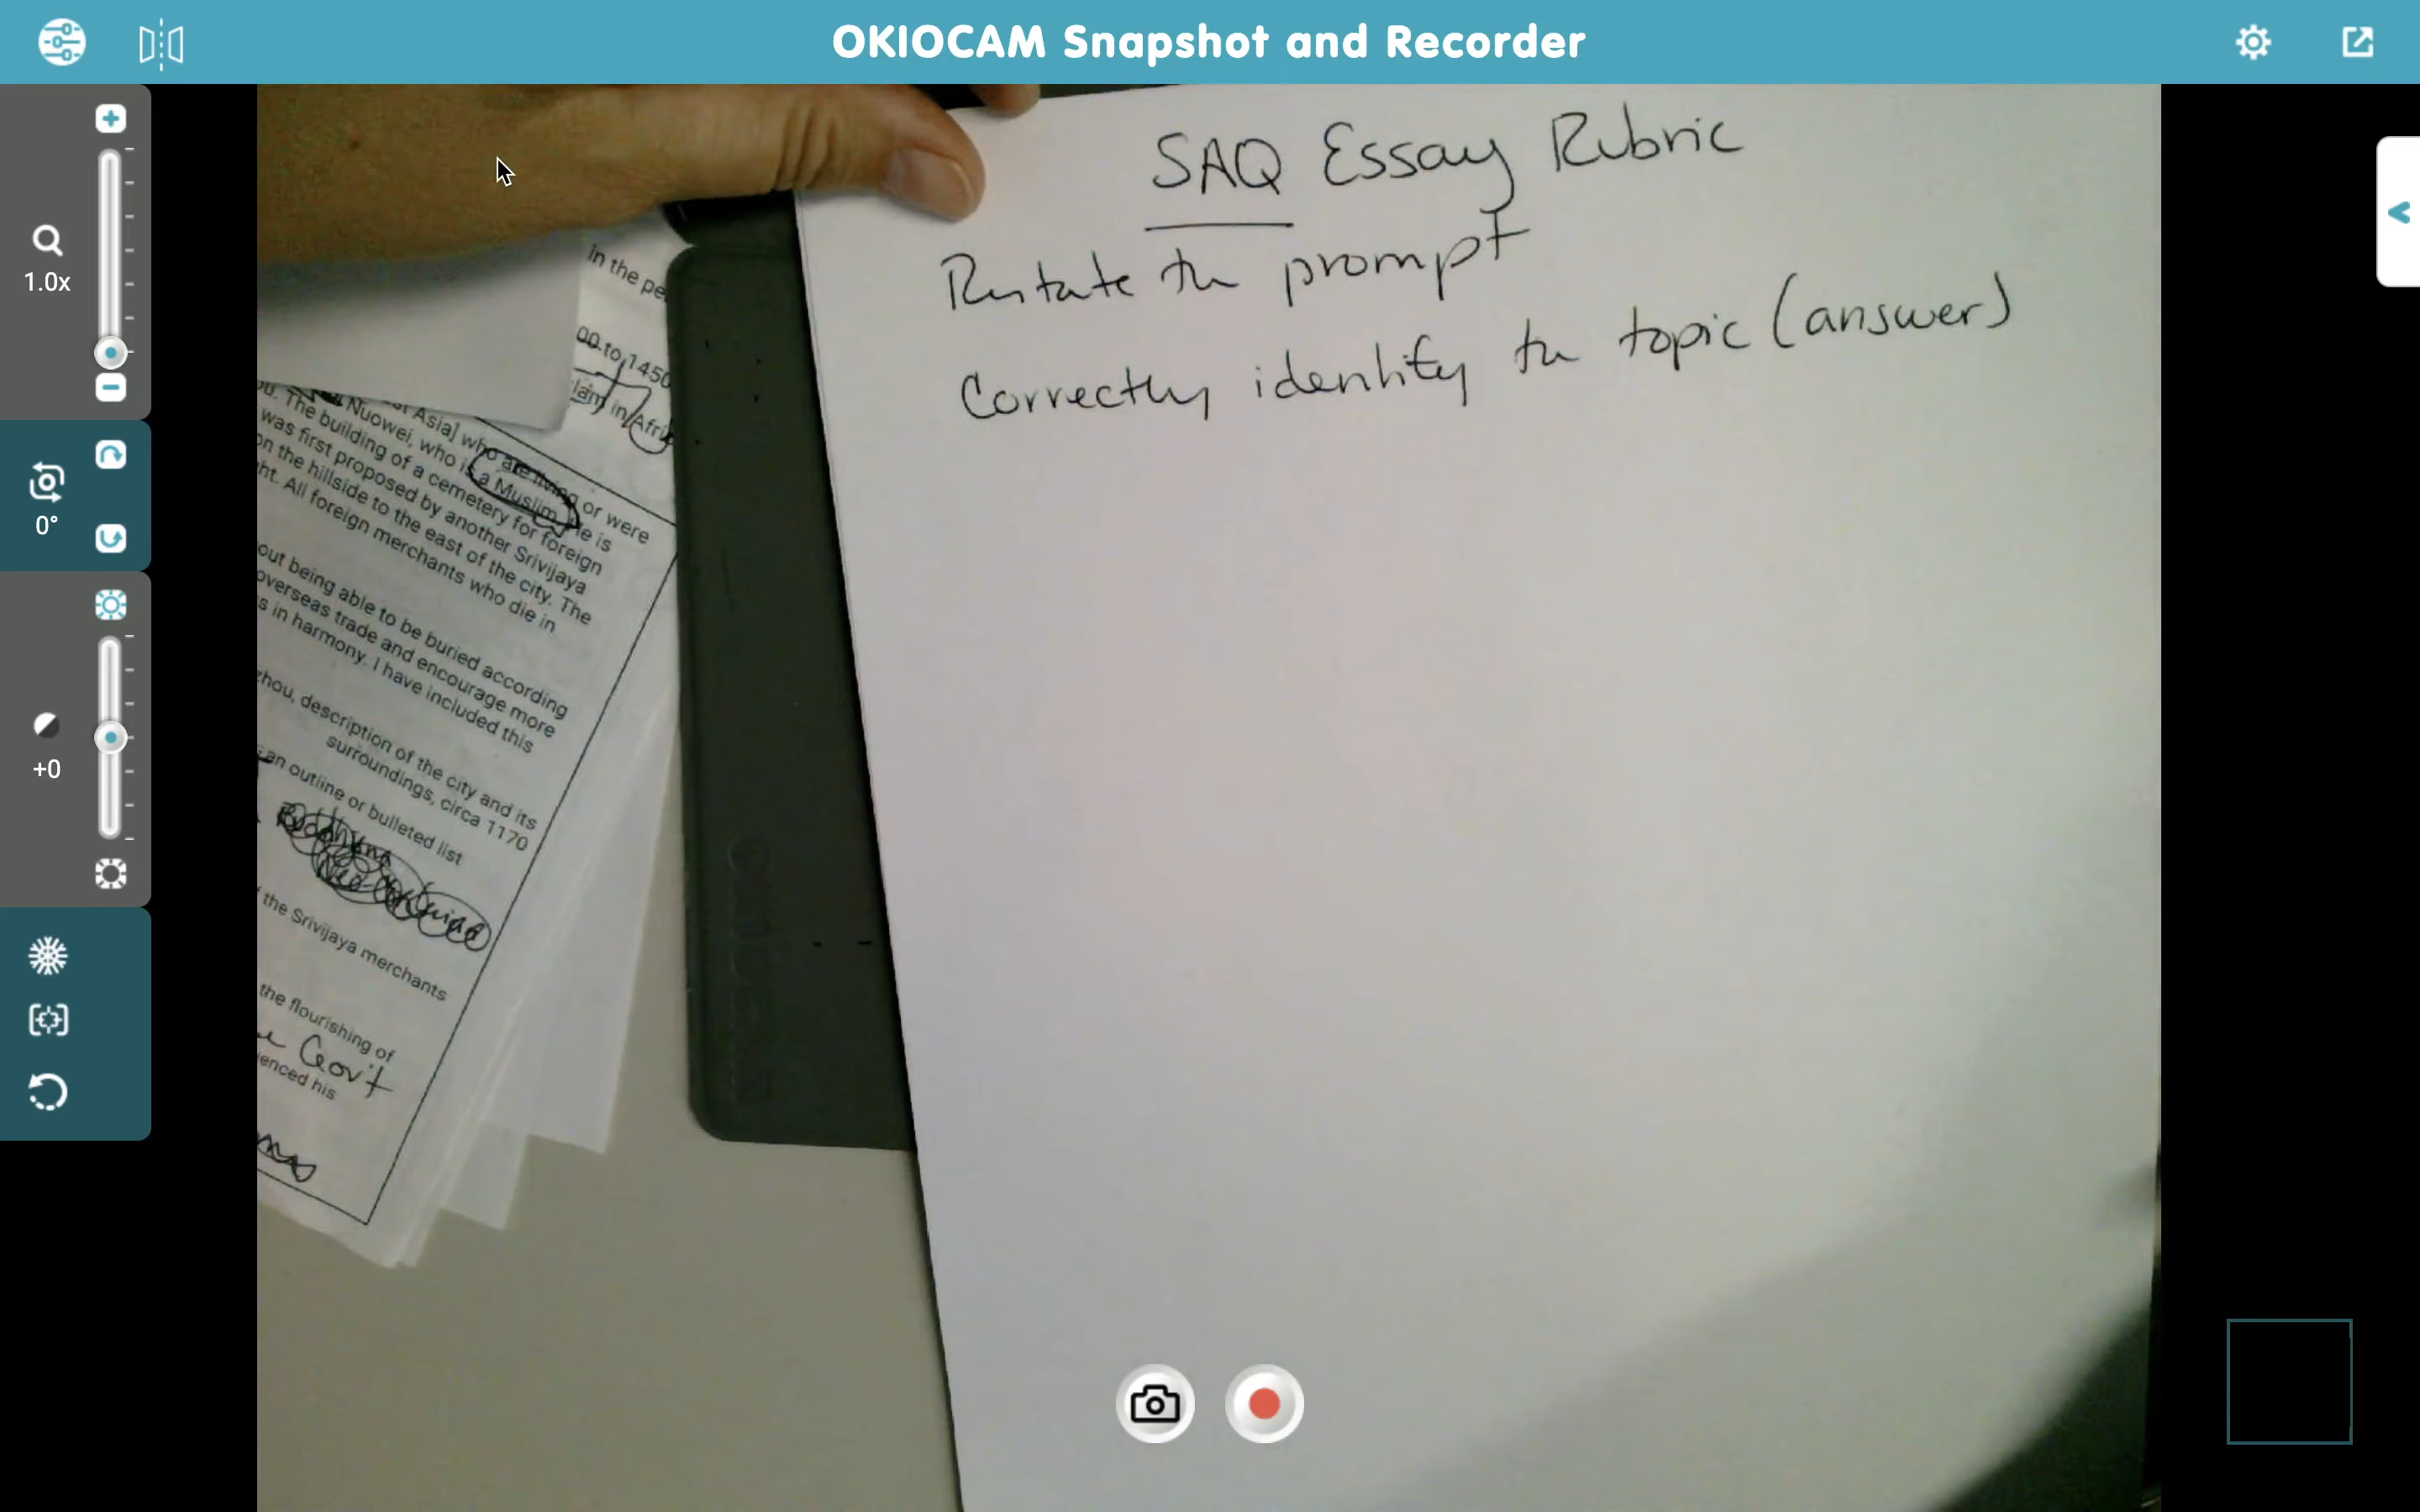 OKIOCAM Snapshot and Recorder
1.0x
0°
+0
SAQ Essay Rubric
Restate the prompt
Correctly identify the topic (answer)
in the pe
00 to 1450
in Afri
st Asia] who are living or were
Nuowei, who is a Muslim. He is
u. The building of a cemetery for foreign
was first proposed by another Srivijaya
on the hillside to the east of the city. The
ht. All foreign merchants who die in
out being able to be buried according
overseas trade and encourage more
s in harmony. I have included this
zhou, description of the city and its
surroundings, circa 1170
an outline or bulleted list
the Srivijaya merchants
the flourishing of
Gov't
ienced his